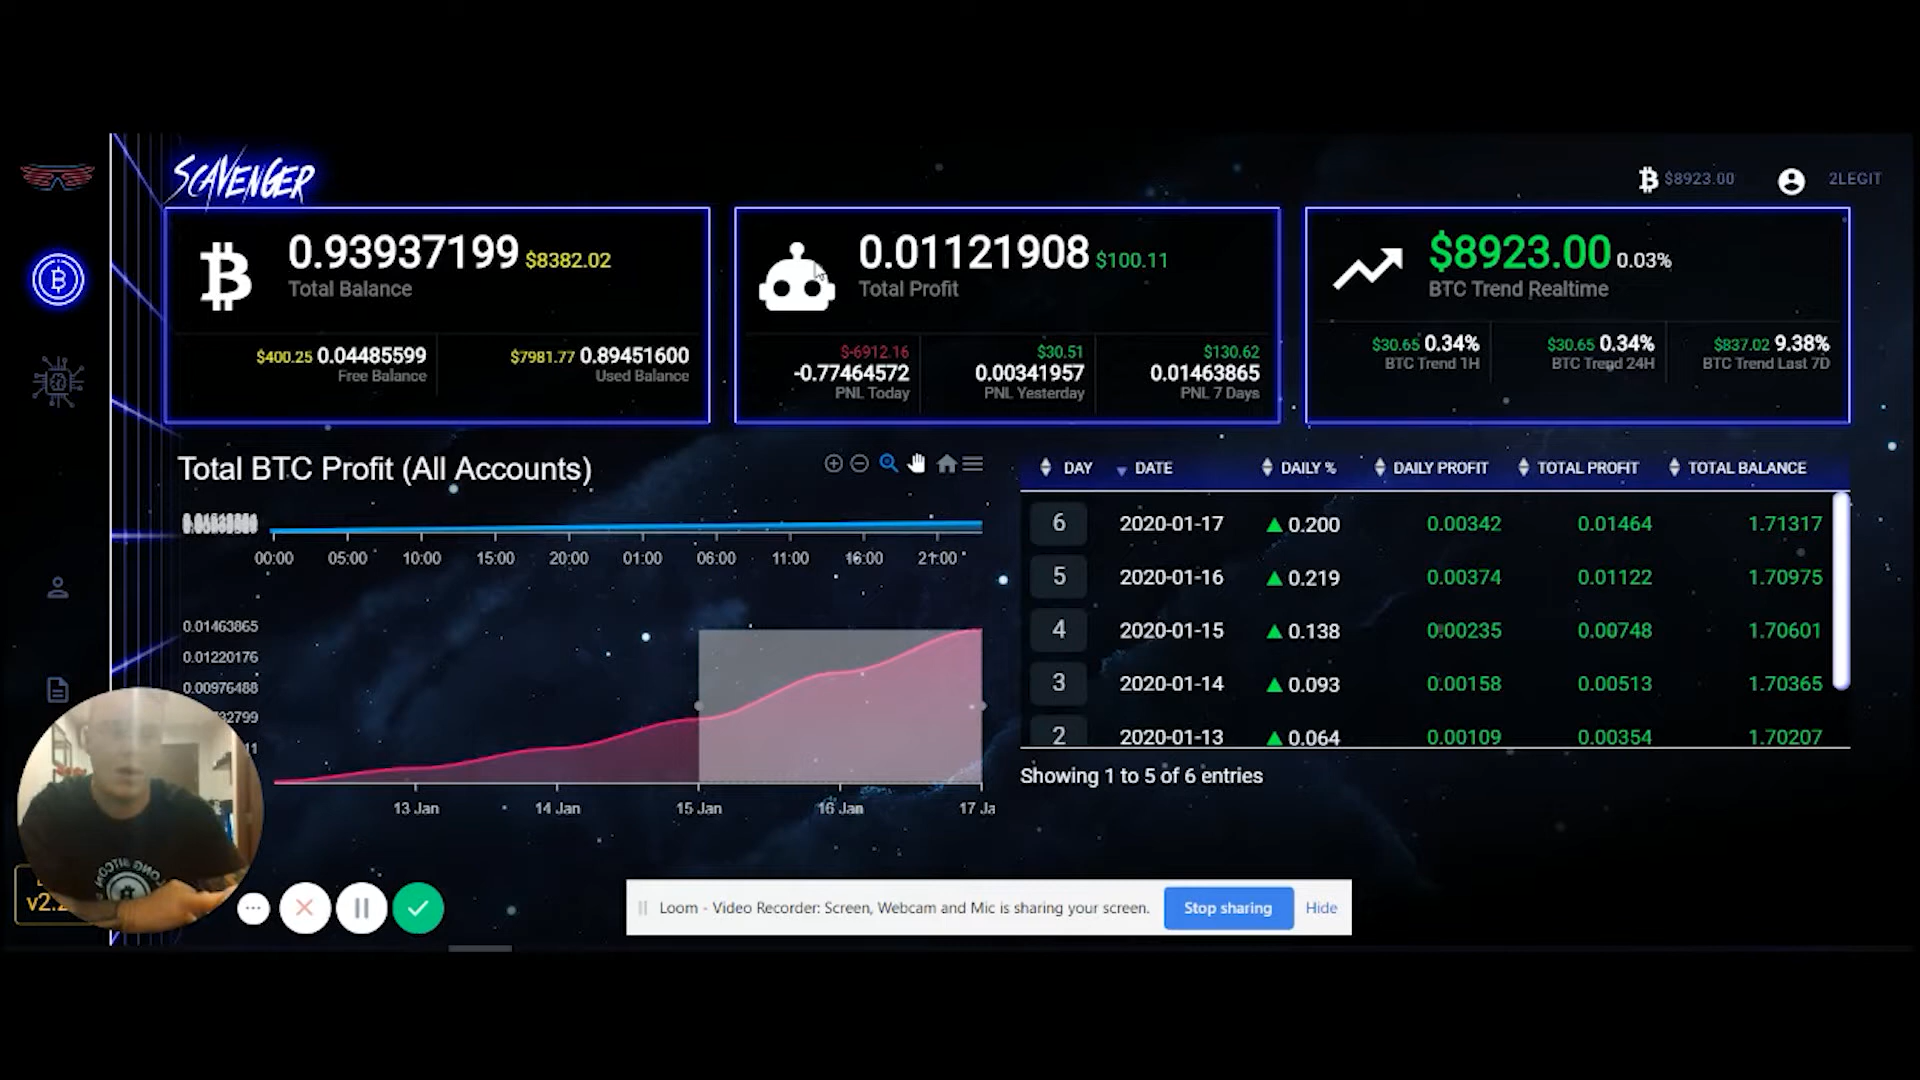 SCAVENGER
$8923.00
2LEGIT
0.93937199 $8382.02
Total Balance
$400.25 0.04485599
Free Balance
$7981.77 0.89451600
Used Balance
0.01121908 $100.11
Total Profit
$-6912.16
-0.77464572
PNL Today
$30.51
0.00341957
PNL Yesterday
$130.62
0.01463865
PNL 7 Days
$8923.00 0.03%
BTC Trend Realtime
$30.65 0.34%
BTC Trend 1H
$30.65 0.34%
BTC Trend 24H
$837.02 9.38%
BTC Trend Last 7D
Total BTC Profit (All Accounts)
00:00 05:00 10:00 15:00 20:00 01:00 06:00 11:00 16:00 21:00
0.01463865
0.01220176
0.00976488
32799
11
13 Jan 14 Jan 15 Jan 16 Jan 17 Ja
DAY DATE DAILY % DAILY PROFIT TOTAL PROFIT TOTAL BALANCE
6 2020-01-17 0.200 0.00342 0.01464 1.71317
5 2020-01-16 0.219 0.00374 0.01122 1.70975
4 2020-01-15 0.138 0.00235 0.00748 1.70601
3 2020-01-14 0.093 0.00158 0.00513 1.70365
2 2020-01-13 0.064 0.00109 0.00354 1.70207
Showing 1 to 5 of 6 entries
v2.2
Loom - Video Recorder: Screen, Webcam and Mic is sharing your screen.
Stop sharing
Hide